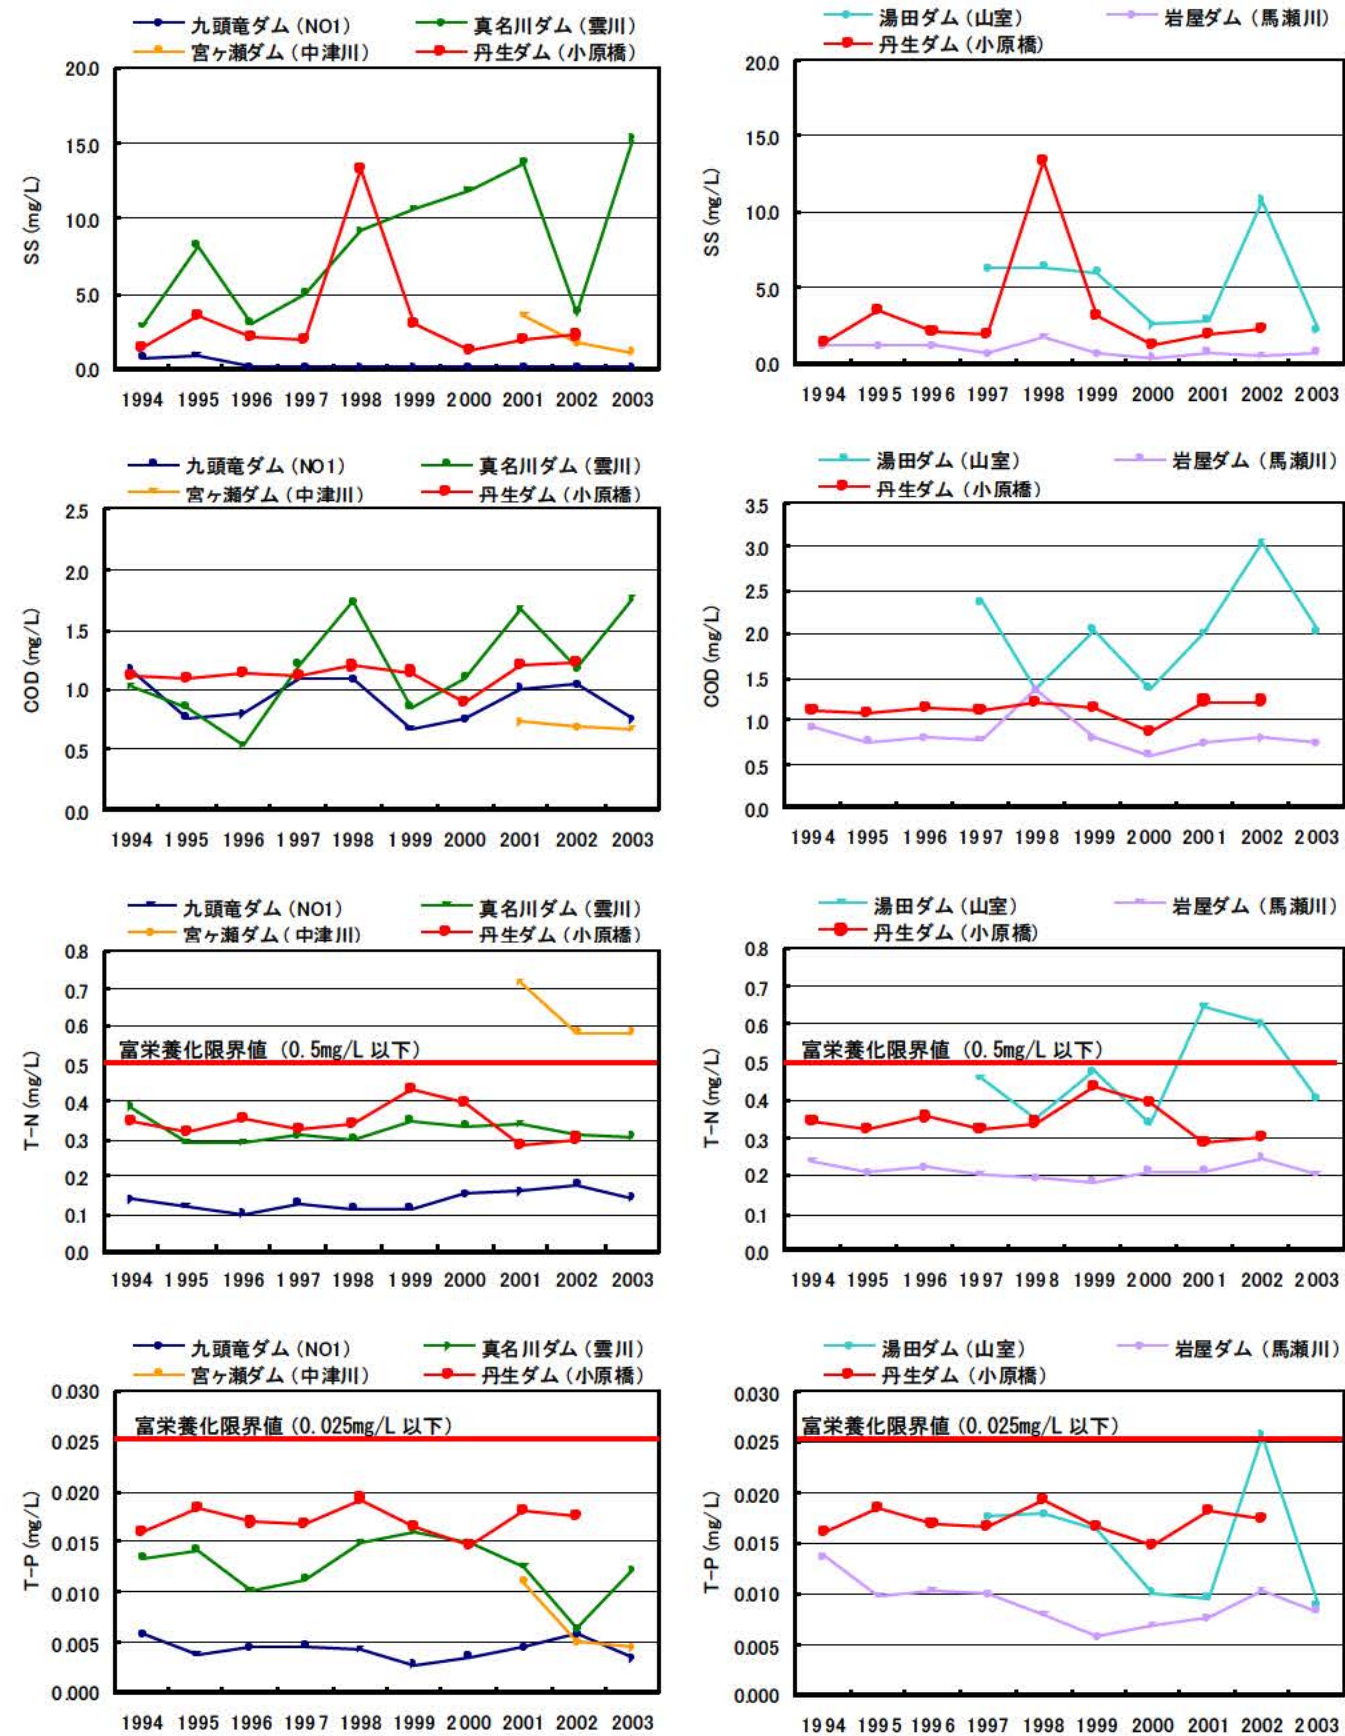 九頭竜ダム(NO1) 真名川ダム(雲川)
宮ヶ瀬ダム(中津川) 丹生ダム(小原橋)
20.0
15.0
10.0
5.0
0.0
SS(mg/L)
1994 1995 1996 1997 1998 1999 2000 2001 2002 2003
湯田ダム(山室) 岩屋ダム(馬瀬川)
丹生ダム(小原橋)
20.0
15.0
10.0
5.0
0.0
SS(mg/L)
1994 1995 1996 1997 1998 1999 2000 2001 2002 2003
九頭竜ダム(NO1) 真名川ダム(雲川)
宮ヶ瀬ダム(中津川) 丹生ダム(小原橋)
2.5
2.0
1.5
1.0
0.5
0.0
COD(mg/L)
1994 1995 1996 1997 1998 1999 2000 2001 2002 2003
湯田ダム(山室) 岩屋ダム(馬瀬川)
丹生ダム(小原橋)
3.5
3.0
2.5
2.0
1.5
1.0
0.5
0.0
COD(mg/L)
1994 1995 1996 1997 1998 1999 2000 2001 2002 2003
九頭竜ダム(NO1) 真名川ダム(雲川)
宮ヶ瀬ダム(中津川) 丹生ダム(小原橋)
0.8
0.7
0.6
富栄養化限界値 (0.5mg/L 以下)
0.5
0.4
0.3
0.2
0.1
0.0
T-N(mg/L)
1994 1995 1996 1997 1998 1999 2000 2001 2002 2003
湯田ダム(山室) 岩屋ダム(馬瀬川)
丹生ダム(小原橋)
0.8
0.7
0.6
富栄養化限界値 (0.5mg/L 以下)
0.5
0.4
0.3
0.2
0.1
0.0
T-N(mg/L)
1994 1995 1996 1997 1998 1999 2000 2001 2002 2003
九頭竜ダム(NO1) 真名川ダム(雲川)
宮ヶ瀬ダム(中津川) 丹生ダム(小原橋)
0.030
富栄養化限界値(0.025mg/L 以下)
0.025
0.020
0.015
0.010
0.005
0.000
T-P(mg/L)
1994 1995 1996 1997 1998 1999 2000 2001 2002 2003
湯田ダム(山室) 岩屋ダム(馬瀬川)
丹生ダム(小原橋)
0.030
富栄養化限界値(0.025mg/L 以下)
0.025
0.020
0.015
0.010
0.005
0.000
T-P(mg/L)
1994 1995 1996 1997 1998 1999 2000 2001 2002 2003